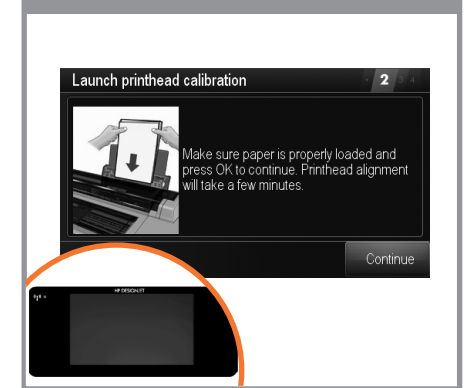 Launch printhead calibration
2 3 4
Make sure paper is properly loaded and
press OK to continue. Printhead alignment
will take a few minutes.
Continue
HP DESIGNJET